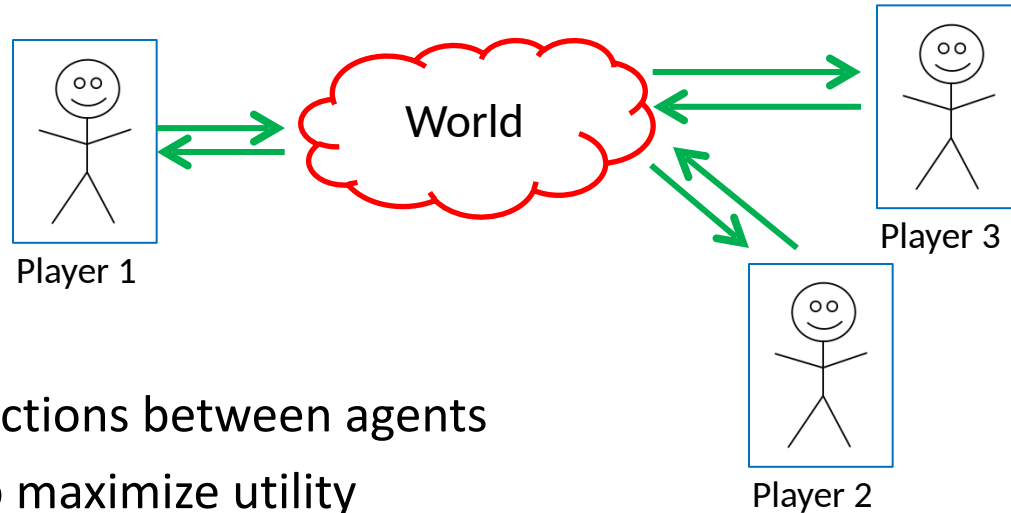 World
Player 3
Player 1
ctions between agents
maximize utility
Player 2